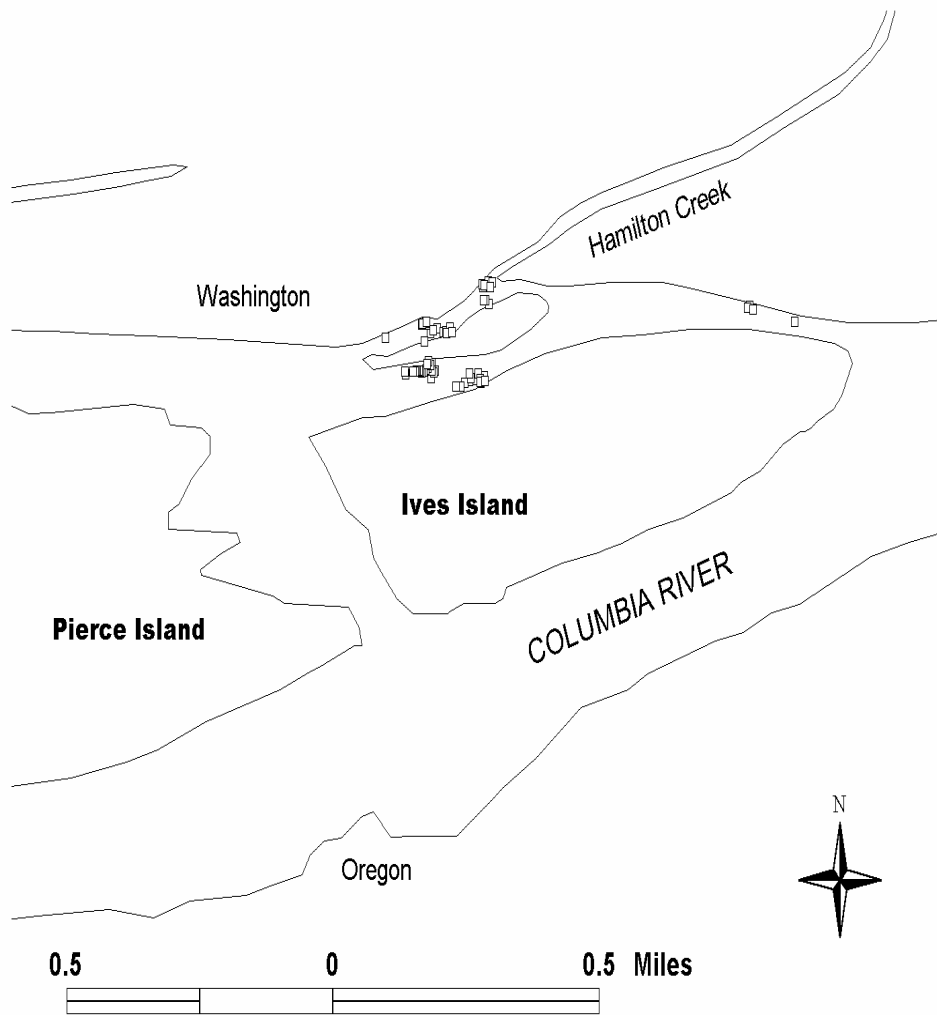 Hamilton Creek
Washington
Ives Island
COLUMBIA RIVER
Pierce Island
N
Oregon
0.5 0 0.5 Miles